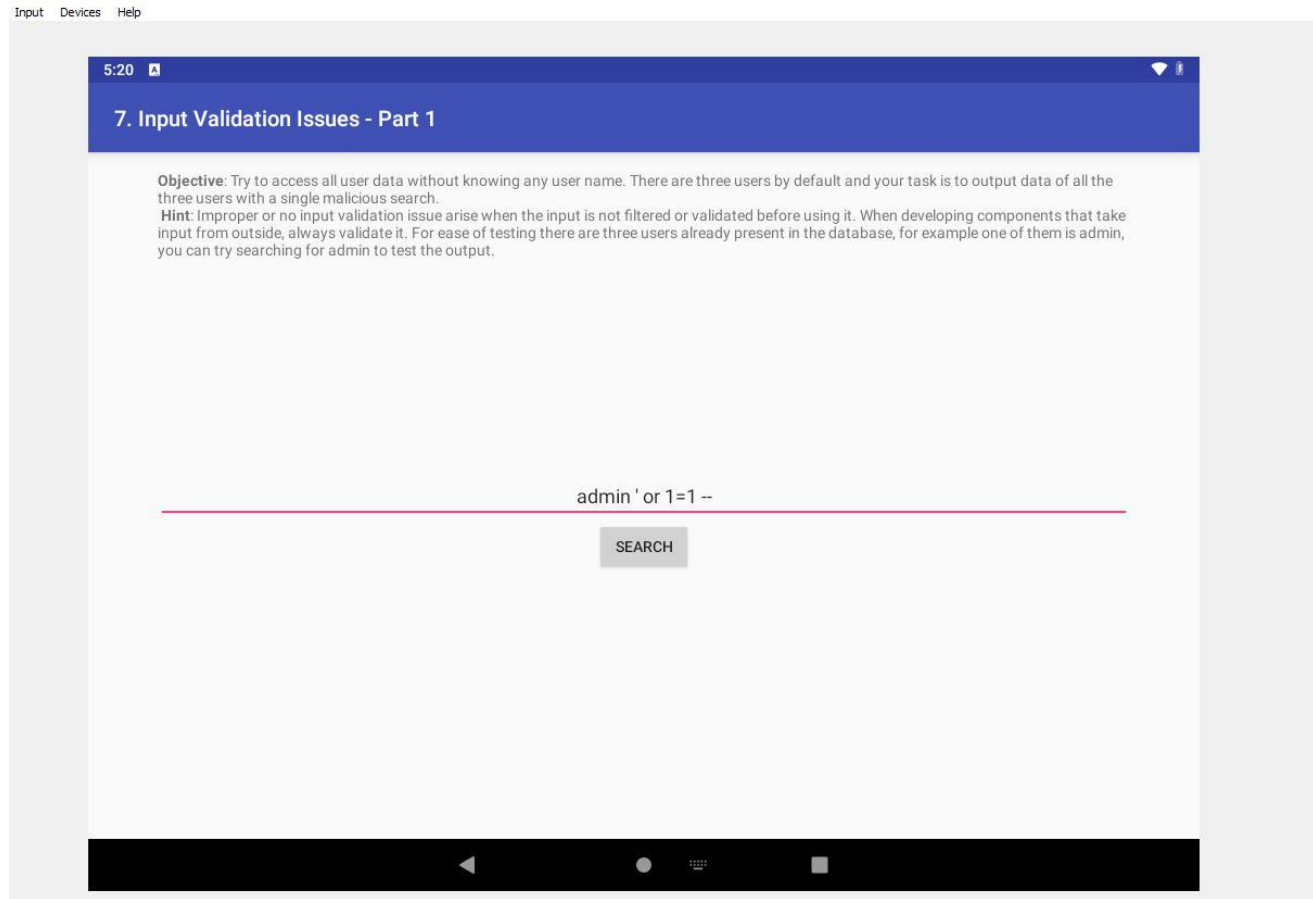 Input Devices Help
5:20 A
7. Input Validation Issues - Part 1
Objective: Try to access all user data without knowing any user name. There are three users by default and your task is to output data of all the
three users with a single malicious search.
Hint: Improper or no input validation issue arise when the input is not filtered or validated before using it. When developing components that take
input from outside, always validate it. For ease of testing there are three users already present in the database, for example one of them is admin,
you can try searching for admin to test the output.
admin ' or 1=1 --
SEARCH